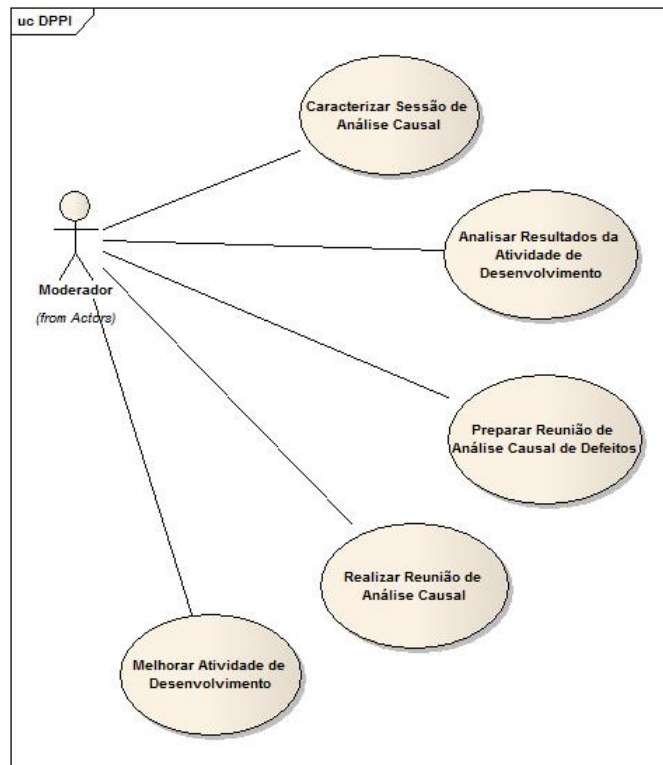 uc DPPI
Caracterizar Sessão de
Análise Causal
Analisar Resultados da
Atividade de
Desenvolvimento
Moderador
(from Actors)
Preparar Reunião de
Análise Causal de Defeitos
Realizar Reunião de
Análise Causal
Melhorar Atividade de
Desenvolvimento